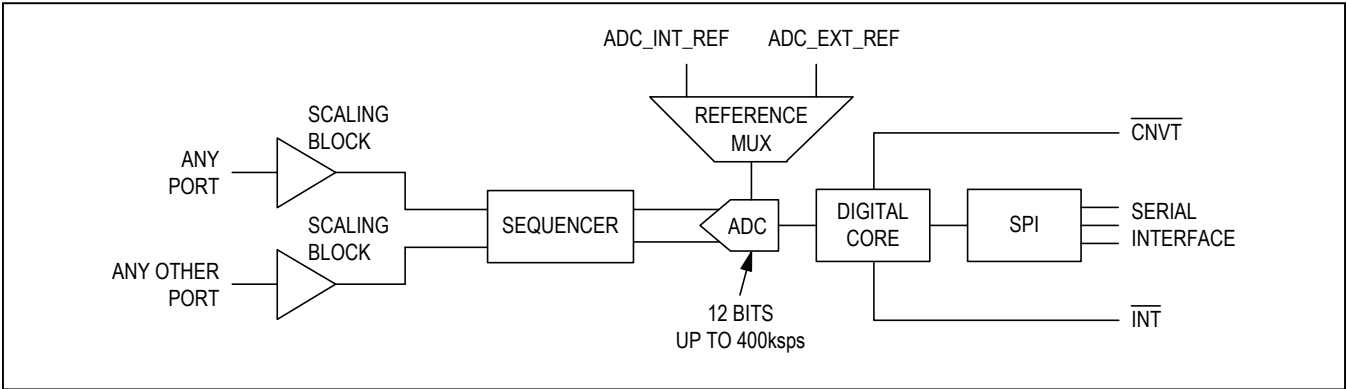 ADC_INT_REF
ADC_EXT_REF
REFERENCE
MUX
SCALING
BLOCK
ANY
PORT
SCALING
BLOCK
ANY OTHER
PORT
SEQUENCER
ADC
12 BITS
UP TO 400ksps
DIGITAL
CORE
SPI
CNVT
SERIAL
INTERFACE
INT